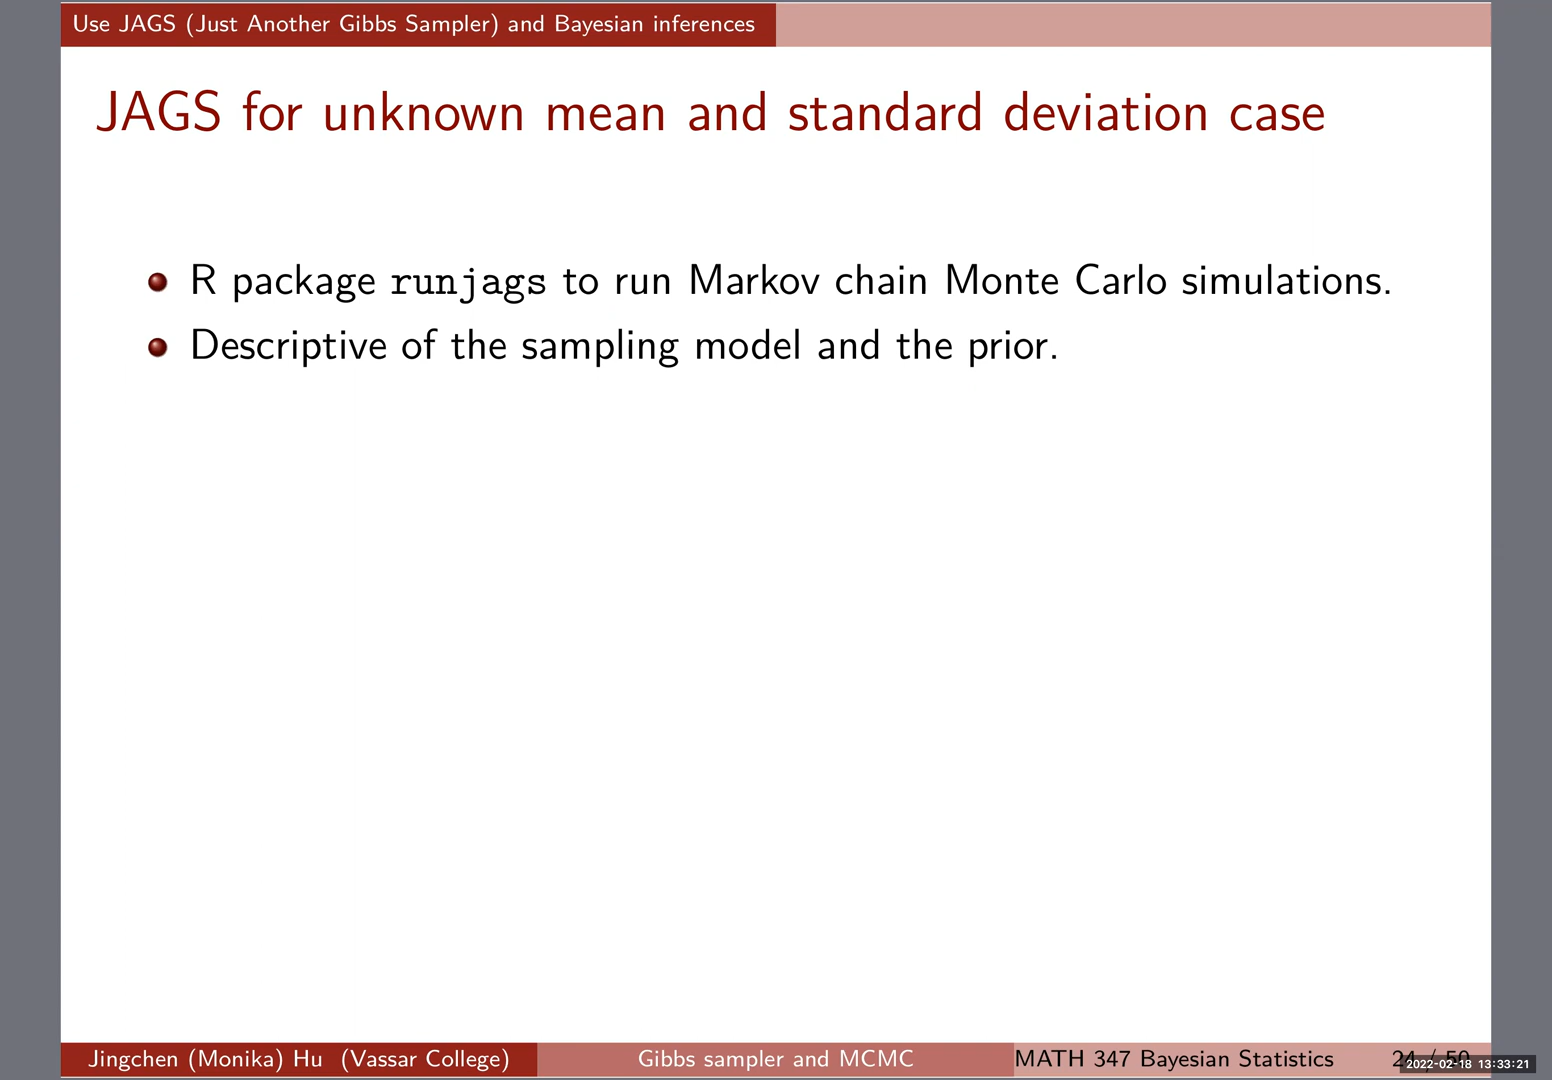 Use JAGS (Just Another Gibbs Sampler) and Bayesian inferences
JAGS for unknown mean and standard deviation case
R package runjags to run Markov chain Monte Carlo simulations.
Descriptive of the sampling model and the prior.
Jingchen (Monika) Hu (Vassar College) Gibbs sampler and MCMC MATH 347 Bayesian Statistics 24 / 50
2022-02-18 13:33:21